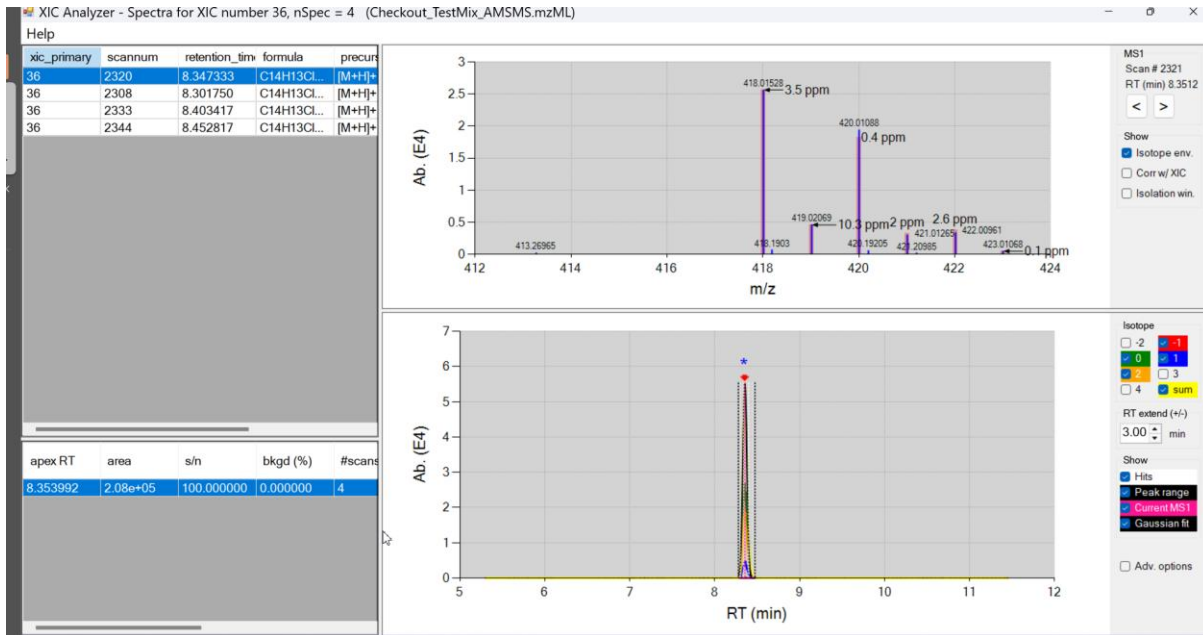 XIC Analyzer - Spectra for XIC number 36, nSpec = 4 (Checkout_TestMix_AMSMS.mzML)
Help
xic_primary scannum retention_tim formula precurs
36 2320 8.347333 C14H13Cl... [M+H]+
36 2308 8.301750 C14H13Cl... [M+H]+
36 2333 8.403417 C14H13Cl... [M+H]+
36 2344 8.452817 C14H13Cl... [M+H]+
apex RT area s/n bkgd (%) #scans
8.353992 2.08e+05 100.000000 0.000000 4
Ab. (E4)
3
2.5
2
1.5
1
0.5
0
418.01528
3.5 ppm
420.01088
0.4 ppm
419.02069
10.3 ppm
2 ppm
2.6 ppm
421.01265
422.00961
413.26965
418.1903
420.19205
421.20985
423.01068
0.1 ppm
412 414 416 418 420 422 424
m/z
MS1
Scan # 2321
RT (min) 8.3512
< >
Show
Isotope env.
Corr w/ XIC
Isolation win.
Ab. (E4)
7
6
5
4
3
2
1
0
*
5 6 7 8 9 10 11 12
RT (min)
Isotope
-2 -1
0 1
2 3
4 sum
RT extend (+/-)
3.00 min
Show
Hits
Peak range
Current MS1
Gaussian fit
Adv. options